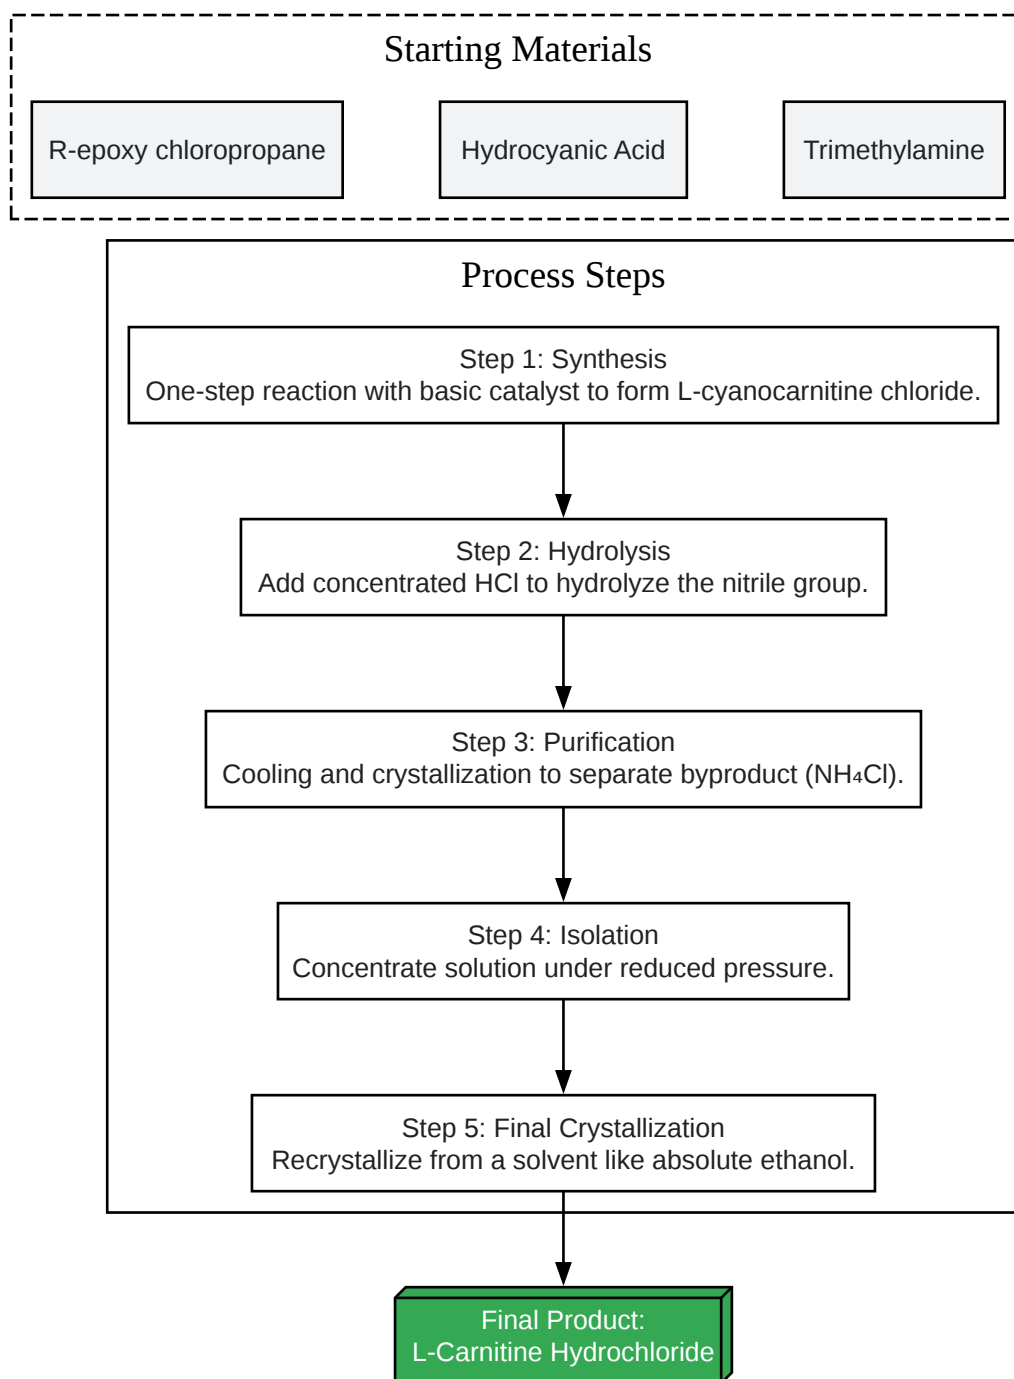 Starting Materials
R-epoxy chloropropane
Hydrocyanic Acid
Trimethylamine
Process Steps
Step 1: Synthesis
One-step reaction with basic catalyst to form L-cyanocarnitine chloride.
Step 2: Hydrolysis
Add concentrated HCl to hydrolyze the nitrile group.
Step 3: Purification
Cooling and crystallization to separate byproduct (NH₄Cl).
Step 4: Isolation
Concentrate solution under reduced pressure.
Step 5: Final Crystallization
Recrystallize from a solvent like absolute ethanol.
Final Product:
L-Carnitine Hydrochloride